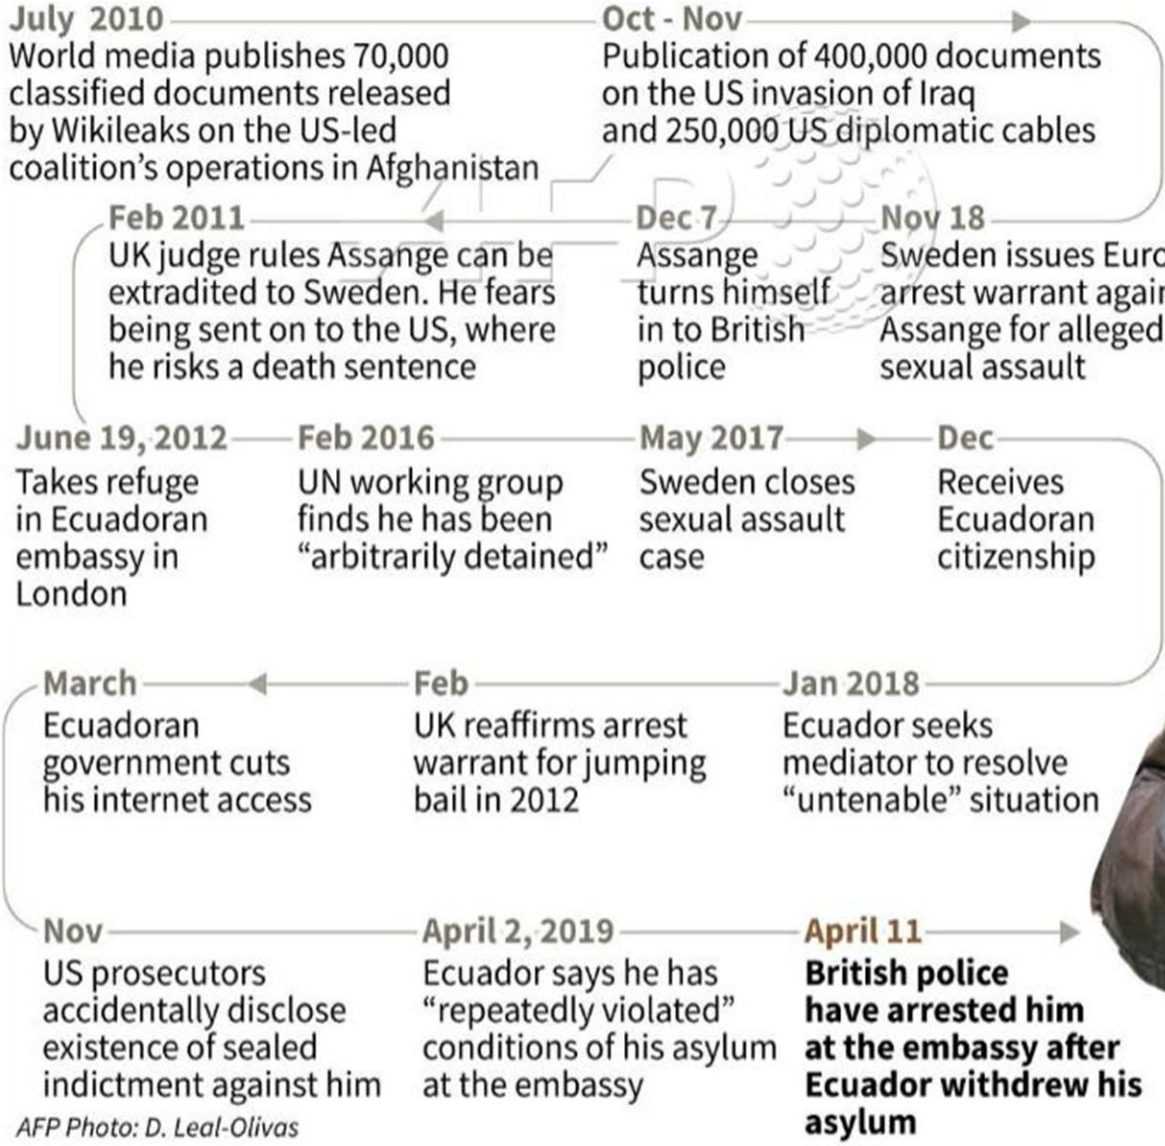 July 2010
World media publishes 70,000
classified documents released
by Wikileaks on the US-led
coalition's operations in Afghanistan
Oct - Nov
Publication of 400,000 documents
on the US invasion of Iraq
and 250,000 US diplomatic cables
AFP
Nov 18
Sweden issues
arrest warrant
Assange for alleged
sexual assault
Dec 7
Assange
turns himself
in to British
police
Feb 2011
UK judge rules Assange can be
extradited to Sweden. He fears
being sent on to the US, where
he risks a death sentence
June 19, 2012
Takes refuge
in Ecuadoran
embassy in
London
Feb 2016
UN working group
finds he has been
“arbitrarily detained”
May 2017
Sweden closes
sexual assault
case
Dec
Receives
Ecuadoran
citizenship
Jan 2018
Ecuador seeks
mediator to resolve
“untenable” situation
Feb
UK reaffirms arrest
warrant for jumping
bail in 2012
March
Ecuadoran
government cuts
his internet access
Nov
US prosecutors
accidentally disclose
existence of sealed
indictment against him
April 2, 2019
Ecuador says he has
“repeatedly violated”
conditions of his asylum
at the embassy
April 11
British police
have arrested him
at the embassy after
Ecuador withdrew his
asylum
AFP Photo: D. Leal-Olivas